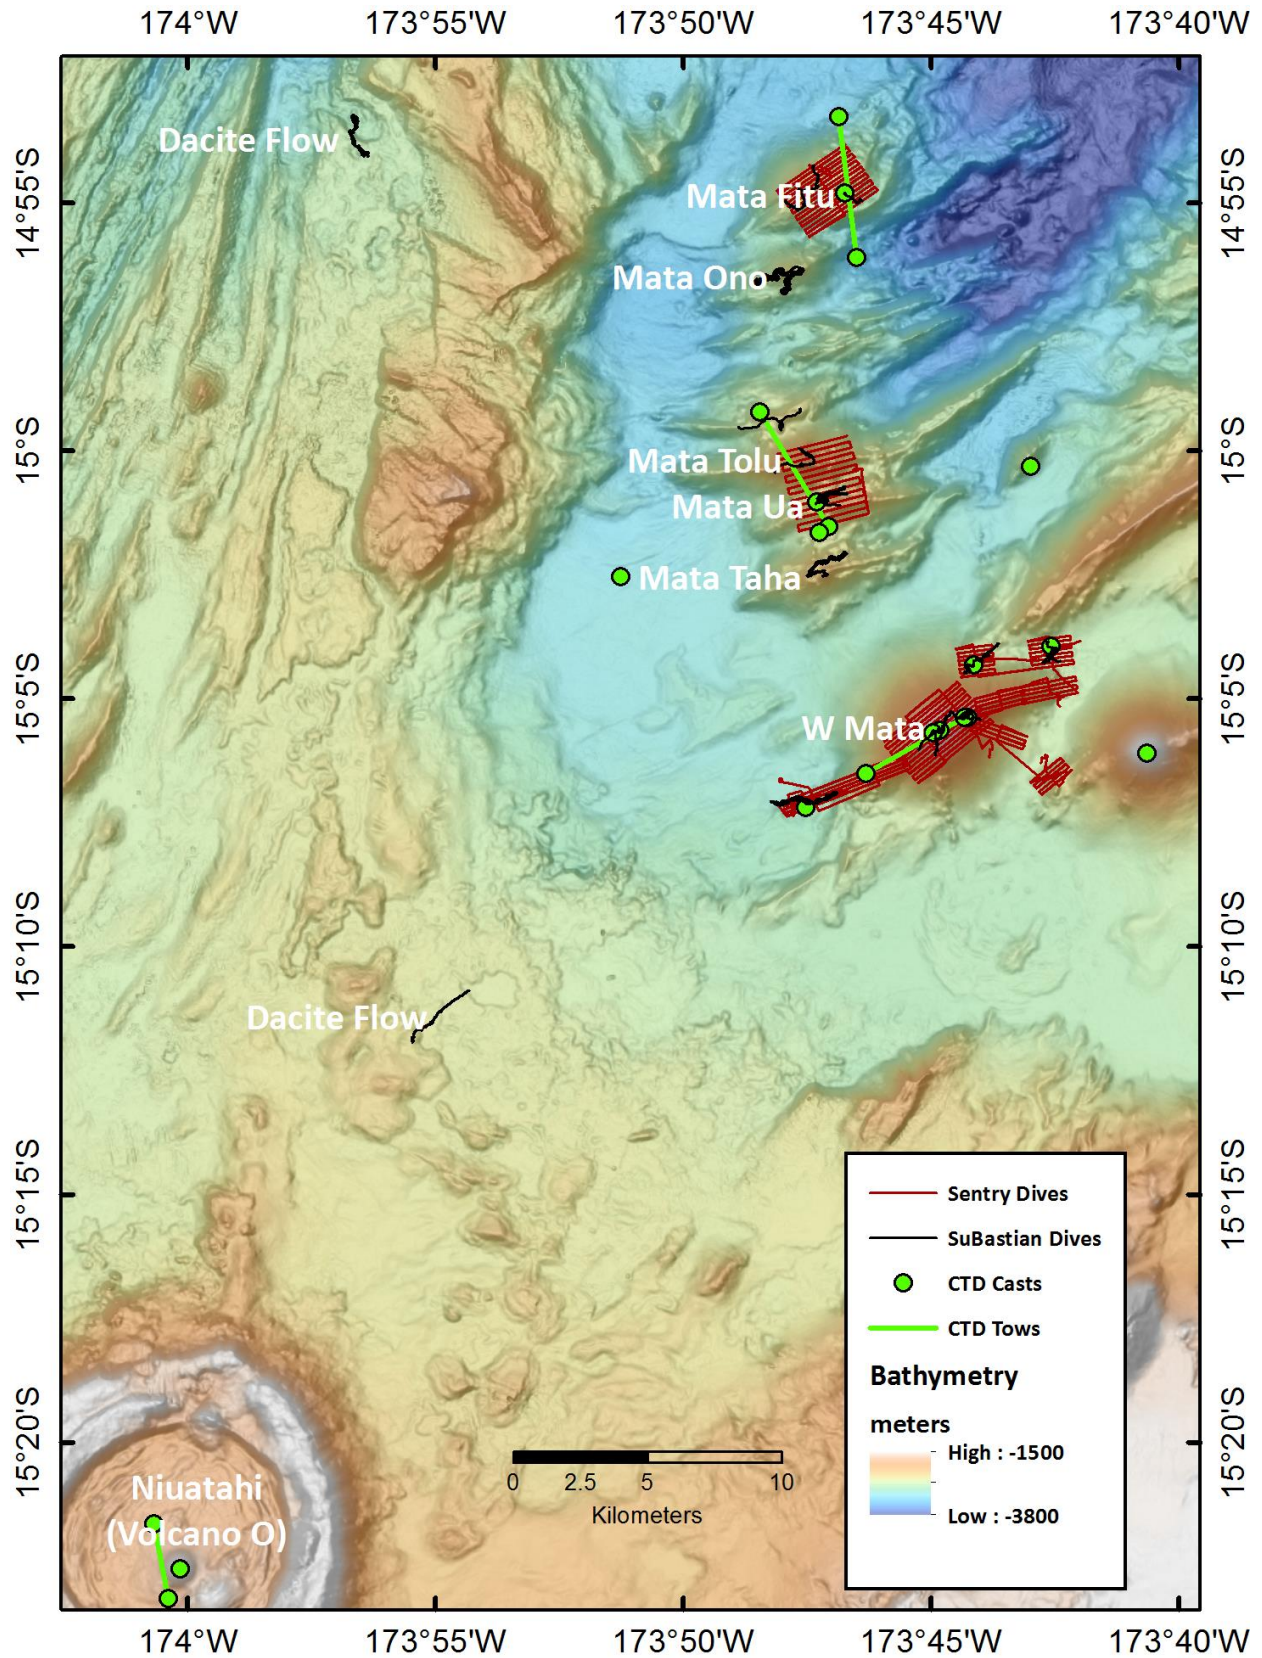 174°W 173°55'W 173°50'W 173°45'W 173°40'W
Dacite Flow
14°55'S
14°55'S
Mata Fitu
Mata Ono
15°S
15°S
Mata Tolu
Mata Ua
Mata Taha
15°5'S
15°5'S
W Mata
15°10'S
15°10'S
Dacite Flow
15°15'S
15°15'S
Sentry Dives
SuBastian Dives
CTD Casts
CTD Tows
Bathymetry
meters
High : -1500
Low : -3800
15°20'S
15°20'S
0 2.5 5 10
Kilometers
Niuatahi
(Volcano O)
174°W 173°55'W 173°50'W 173°45'W 173°40'W